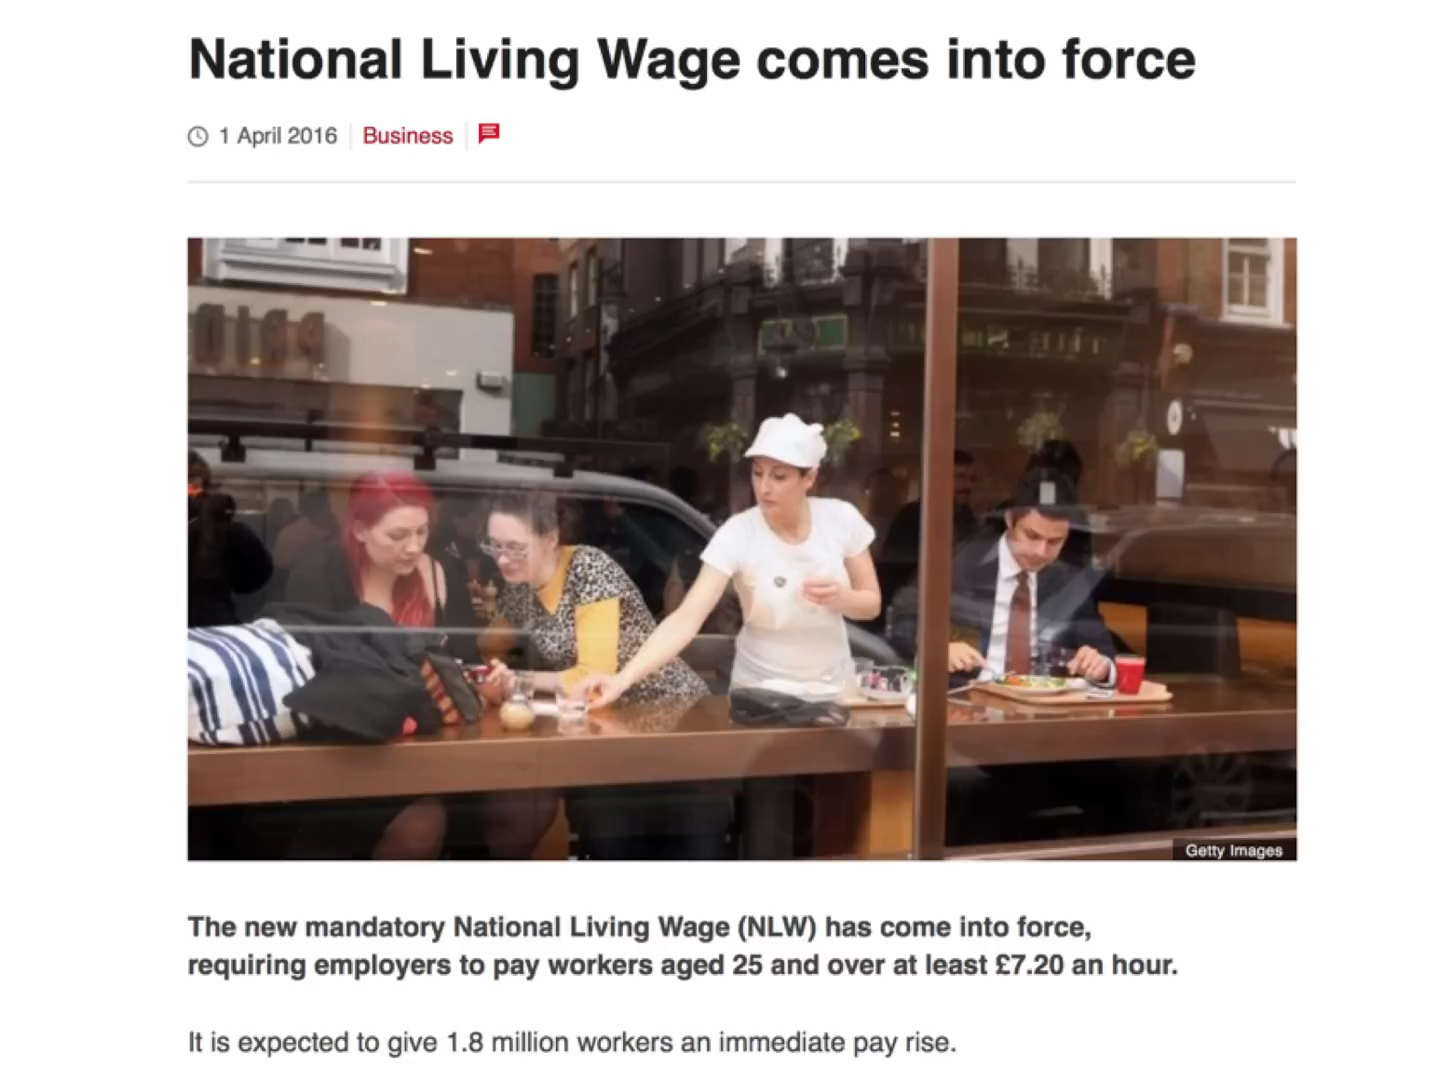 National Living Wage comes into force
1 April 2016
Business
Getty Images
The new mandatory National Living Wage (NLW) has come into force,
requiring employers to pay workers aged 25 and over at least £7.20 an hour.
It is expected to give 1.8 million workers an immediate pay rise.